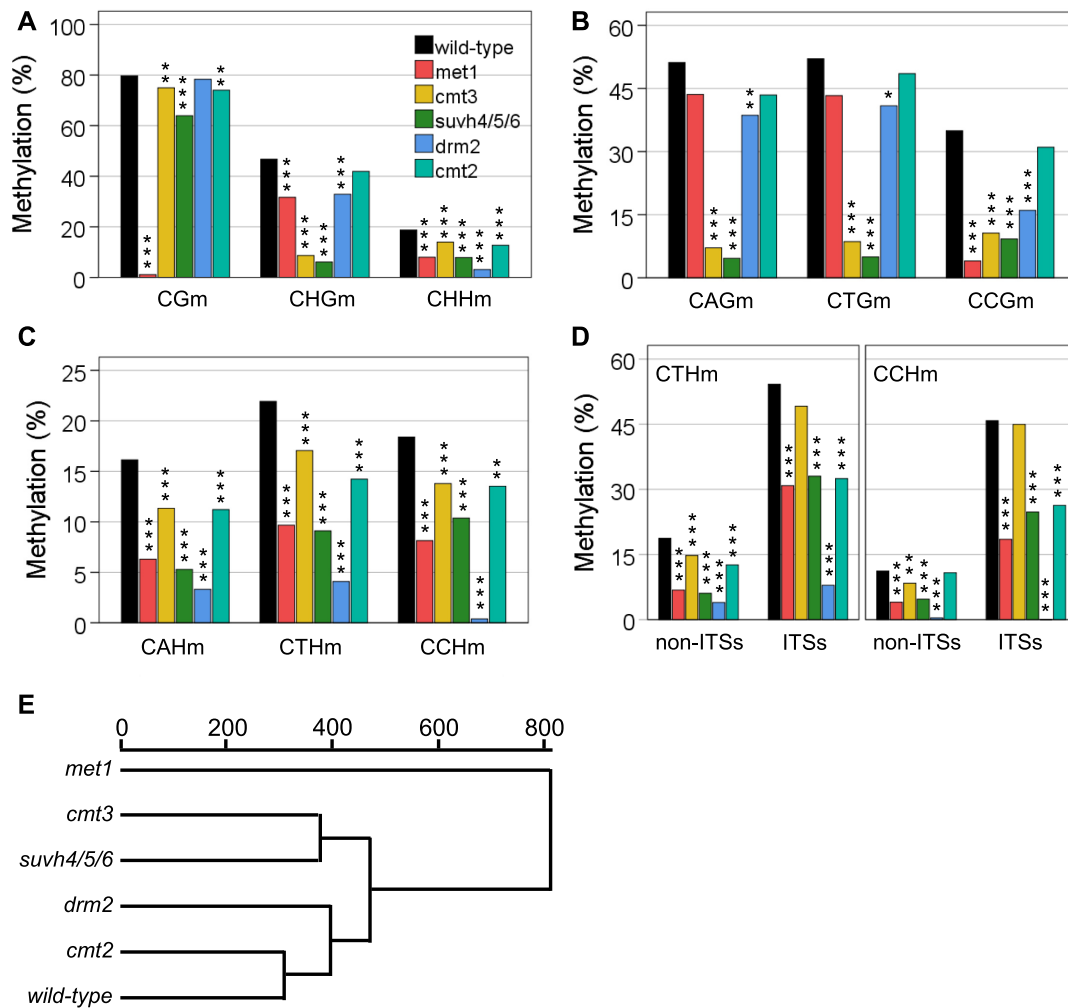 A
Methylation (%)
100
80
60
40
20
0
***
**
***
**
***
***
***
***
***
***
***
***
***
CGm
CHGm
CHHm
wild-type
met1
cmt3
suvh4/5/6
drm2
cmt2
B
Methylation (%)
60
45
30
15
0
***
***
**
***
***
*
***
***
***
***
CAGm
CTGm
CCGm
C
Methylation (%)
25
20
15
10
5
0
***
***
***
***
***
***
***
***
***
***
***
***
***
***
**
CAHm
CTHm
CCHm
D
Methylation (%)
60
45
30
15
0
CTHm
CCHm
***
***
***
***
***
***
***
***
***
***
**
***
***
***
***
***
***
non-ITSs
ITSs
non-ITSs
ITSs
E
0 200 400 600 800
met1
cmt3
suvh4/5/6
drm2
cmt2
wild-type